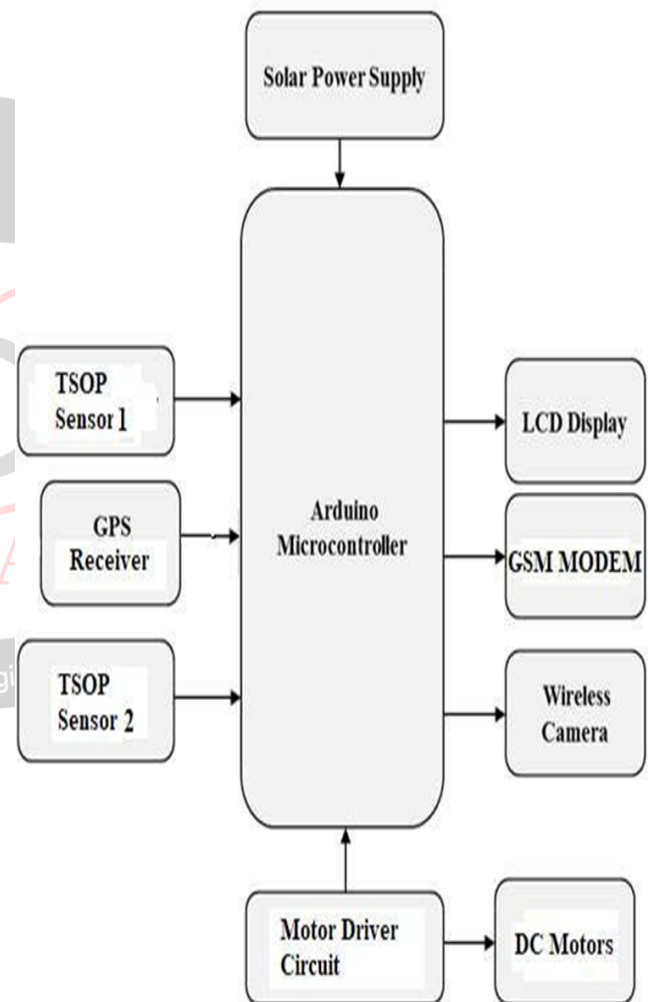 Solar Power Supply
TSOP
Sensor 1
LCD Display
GPS
Receiver
Arduino
Microcontroller
GSM MODEM
TSOP
Sensor 2
Wireless
Camera
Motor Driver
Circuit
DC Motors